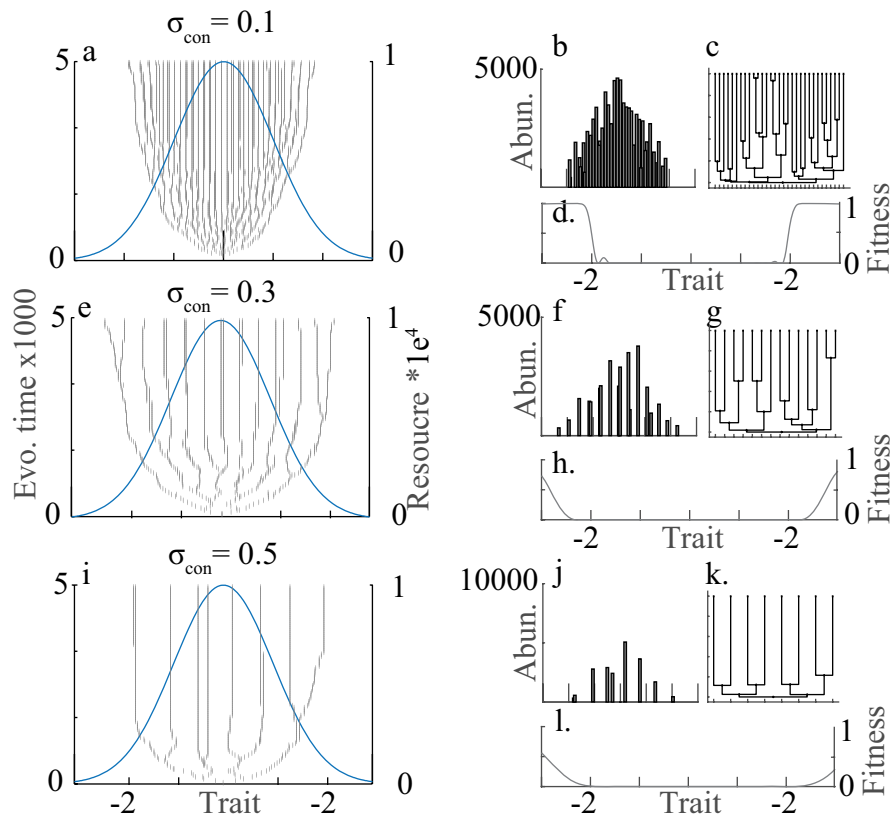 σcon = 0.1
5 a 1
0 0
b 5000 Abun.
c
d. 1 0 Fitness
-2 Trait -2
σcon = 0.3
5 e 1
0 0
Evo. time x1000
Resoucre *1e4
f 5000 Abun.
g
h. 1 0 Fitness
-2 Trait -2
σcon = 0.5
5 i 1
0 0
-2 Trait -2
j 10000 Abun.
k.
l. 1 0 Fitness
-2 Trait -2